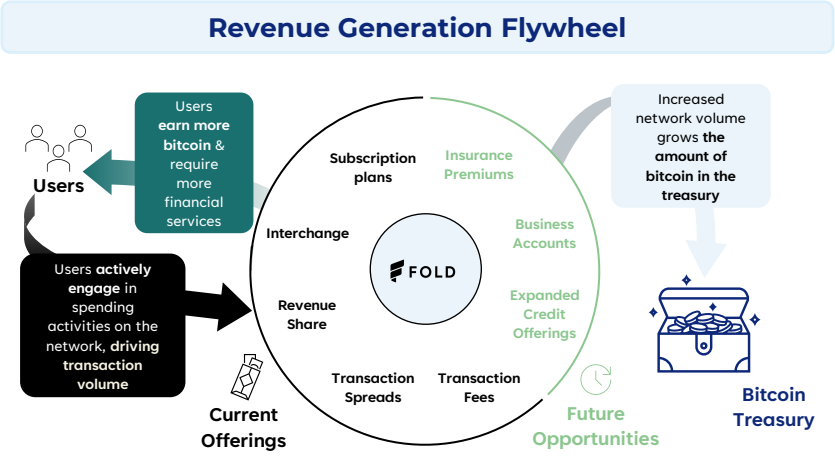 Revenue Generation Flywheel
Users
earn more
bitcoin &
require
more
financial
services
Users
Users actively
engage in
spending
activities on the
network, driving
transaction
volume
Subscription
plans
Interchange
Revenue
Share
Transaction
Spreads
Transaction
Fees
Insurance
Premiums
Business
Accounts
Expanded
Credit
Offerings
FOLD
Current
Offerings
Future
Opportunities
Increased
network volume
grows the
amount of
bitcoin in the
treasury
Bitcoin
Treasury